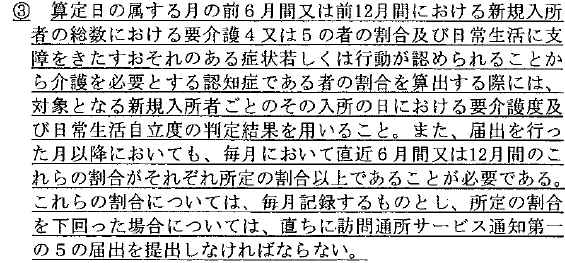 ③ 算定日の属する月の前6月間又は前12月間における新規入所
者の総数における要介護4又は5の者の割合及び日常生活に支
障をきたすおそれのある症状若しくは行動が認められることか
ら介護を必要とする認知症である者の割合を算出する際には、
対象となる新規入所者ごとのその入所の日における要介護度及
び日常生活自立度の判定結果を用いること。また、届出を行っ
た月以降においても、毎月において直近6月間又は12月間のこ
れらの割合がそれぞれ所定の割合以上であることが必要である。
これらの割合については、毎月記録するものとし、所定の割合
を下回った場合については、直ちに訪問通所サービス通知第一
の5の届出を提出しなければならない。